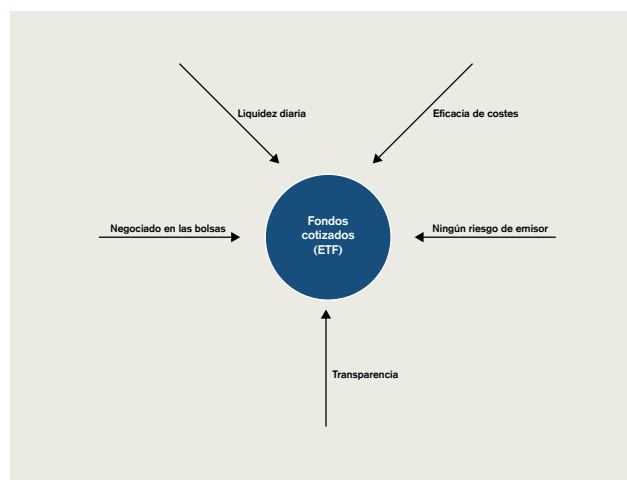 Liquidez diaria
Eficacia de costes
Fondos
cotizados
(ETF)
Negociado en las bolsas
Ningún riesgo de emisor
Transparencia